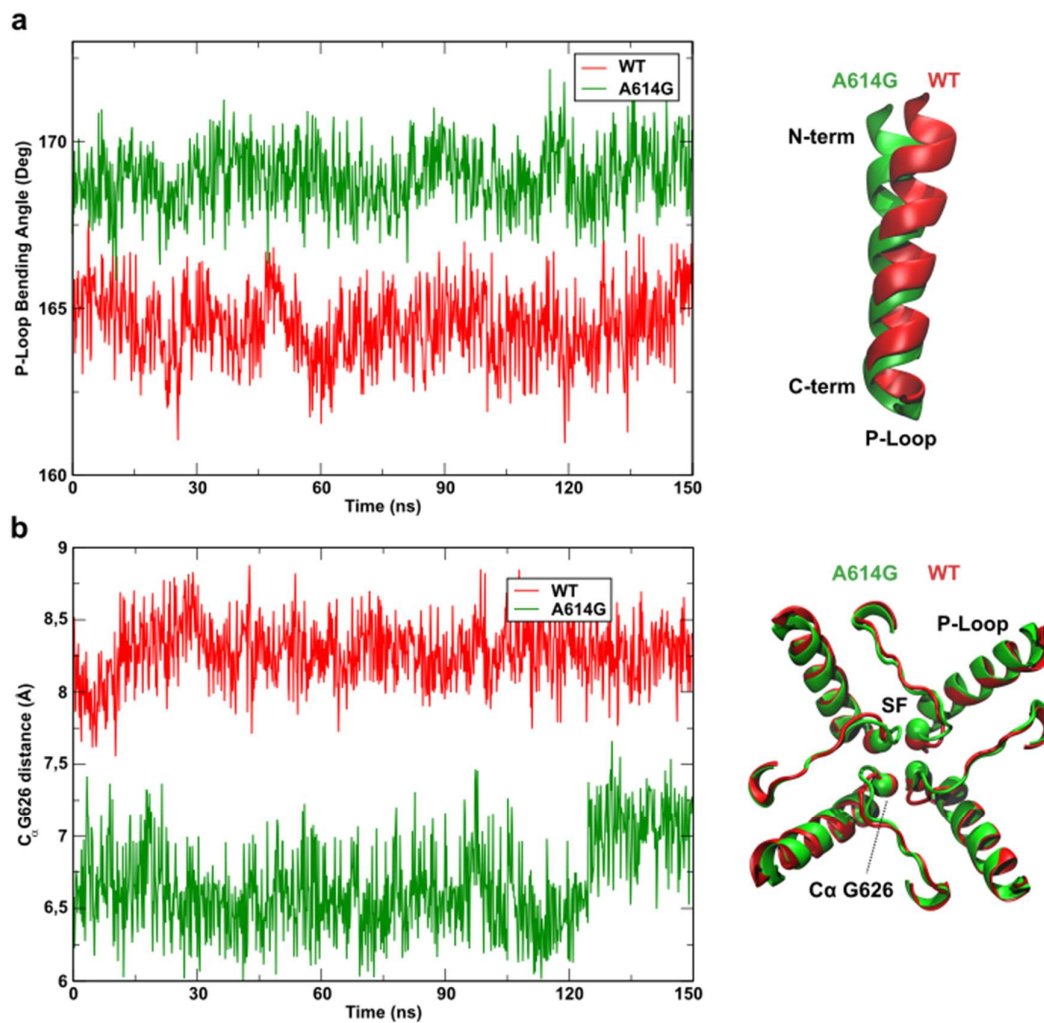 a
WT
A614G
170
165
160
P-Loop Bending Angle (Deg)
0 30 60 90 120 150
Time (ns)
A614G WT
N-term
C-term
P-Loop
b
9
8,5
8
7,5
7
6,5
6
Cα G626 distance (Å)
WT
A614G
0 30 60 90 120 150
Time (ns)
A614G WT
P-Loop
SF
Cα G626